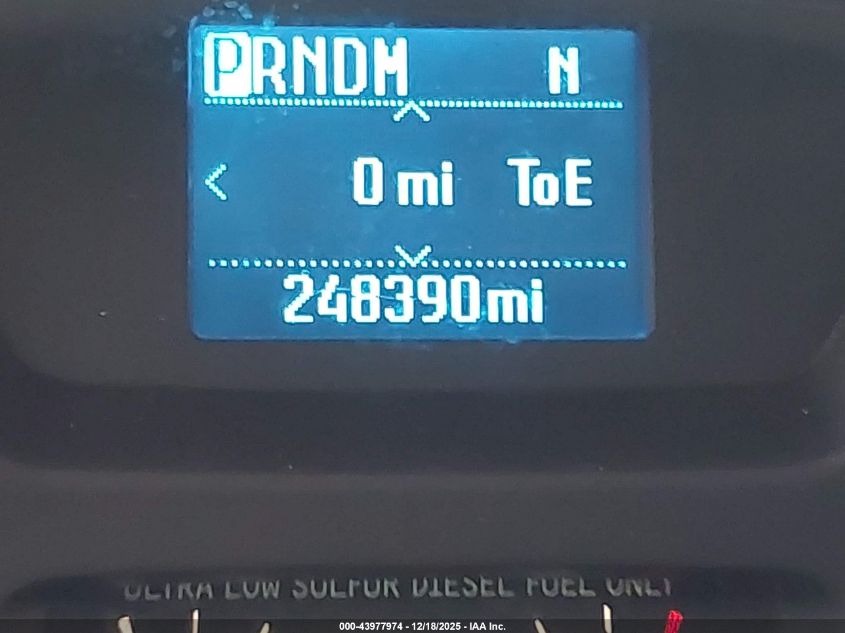 PRNDM N
< 0 mi ToE
248390mi
ULTRA LOW SULFUR DIESEL FUEL ONLY
000-43977974 - 12/18/2025 - IAA Inc.